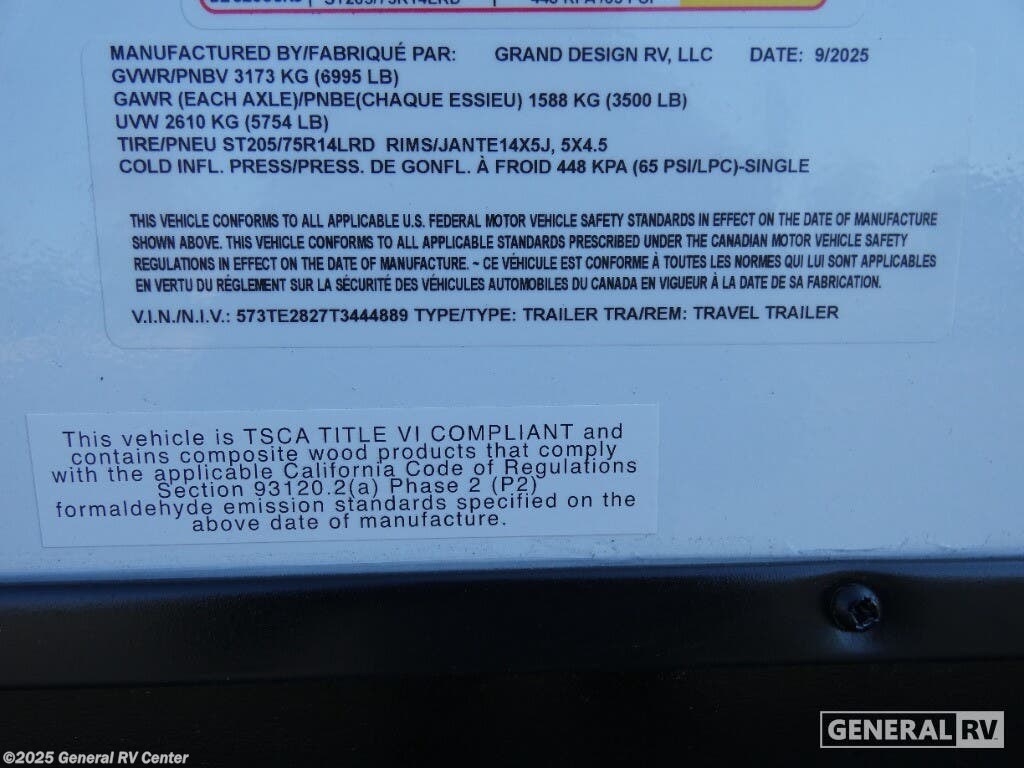 ST205/75R14LRD 448 KPA /65 PSI
MANUFACTURED BY/FABRIQUÉ PAR: GRAND DESIGN RV, LLC DATE: 9/2025
GVWR/PNBV 3173 KG (6995 LB)
GAWR (EACH AXLE)/PNBE(CHAQUE ESSIEU) 1588 KG (3500 LB)
UVW 2610 KG (5754 LB)
TIRE/PNEU ST205/75R14LRD RIMS/JANTE14X5J, 5X4.5
COLD INFL. PRESS/PRESS. DE GONFL. À FROID 448 KPA (65 PSI/LPC)-SINGLE
THIS VEHICLE CONFORMS TO ALL APPLICABLE U.S. FEDERAL MOTOR VEHICLE SAFETY STANDARDS IN EFFECT ON THE DATE OF MANUFACTURE
SHOWN ABOVE. THIS VEHICLE CONFORMS TO ALL APPLICABLE STANDARDS PRESCRIBED UNDER THE CANADIAN MOTOR VEHICLE SAFETY
REGULATIONS IN EFFECT ON THE DATE OF MANUFACTURE. ~ CE VÉHICULE EST CONFORME À TOUTES LES NORMES QUI LUI SONT APPLICABLES
EN VERTU DU RÉGLEMENT SUR LA SÉCURITÉ DES VÉHICULES AUTOMOBILES DU CANADA EN VIGUEUR À LA DATE DE SA FABRICATION.
V.I.N./N.I.V.: 573TE2827T3444889 TYPE/TYPE: TRAILER TRA/REM: TRAVEL TRAILER
This vehicle is TSCA TITLE VI COMPLIANT and
contains composite wood products that comply
with the applicable California Code of Regulations
Section 93120.2(a) Phase 2 (P2)
formaldehyde emission standards specified on the
above date of manufacture.
GENERAL RV
©2025 General RV Center